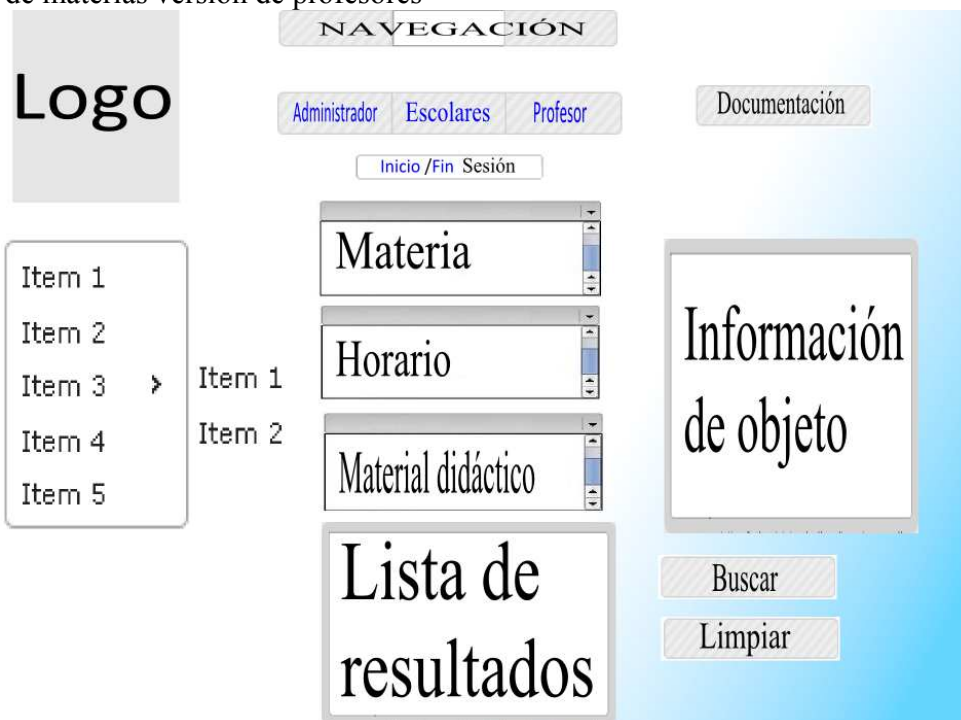 de materias versión de profesores
NAVEGACIÓN
Logo
Administrador Escolares Profesor
Documentación
Inicio /Fin Sesión
Item 1
Item 2
Item 3 >
Item 4
Item 5
Item 1
Item 2
Materia
Horario
Material didáctico
Lista de
resultados
Información
de objeto
Buscar
Limpiar